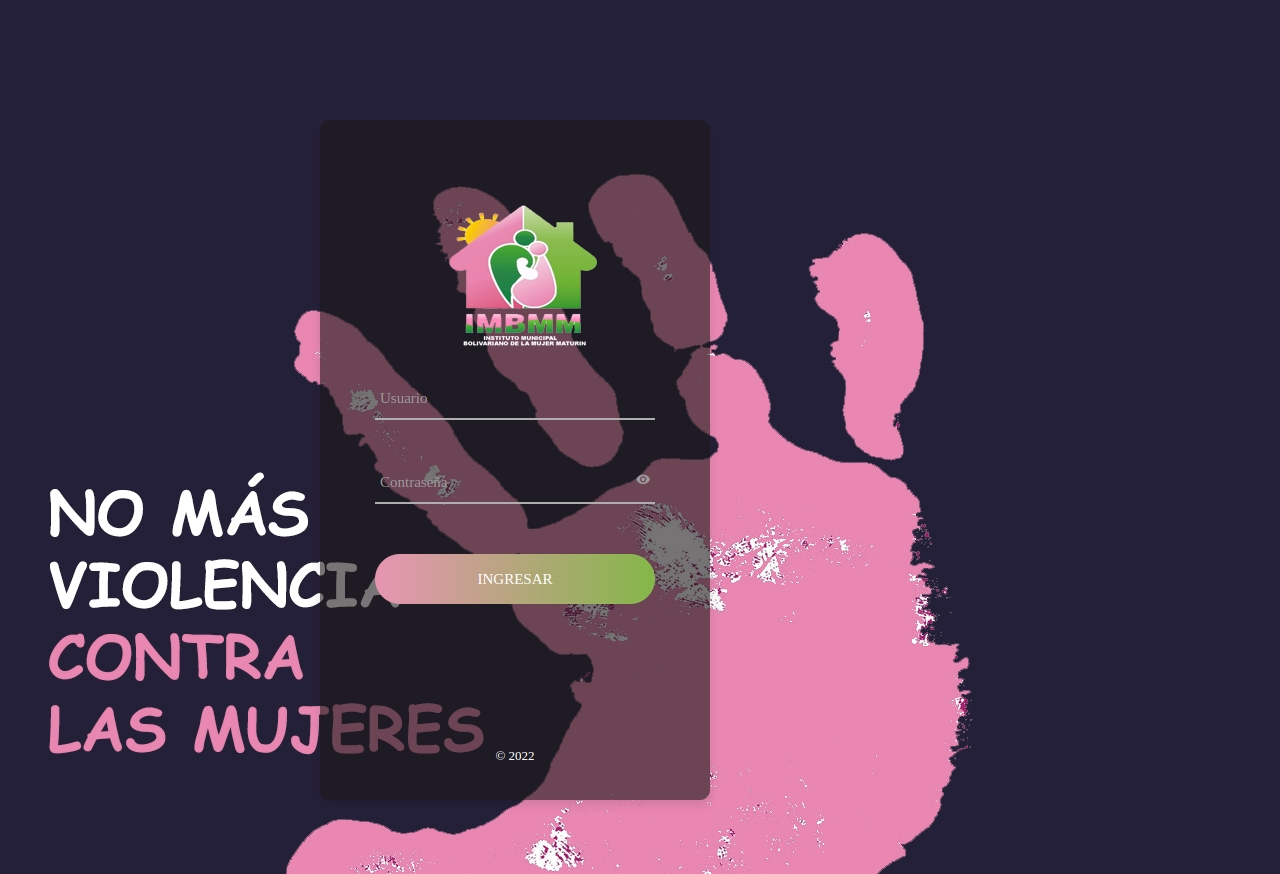 IMBMM
INSTITUTO MUNICIPAL
BOLIVARIANO DE LA MUJER MATURIN
Usuario
Contraseña
INGRESAR
© 2022
NO MÁS
VIOLENCIA
CONTRA
LAS MUJERES